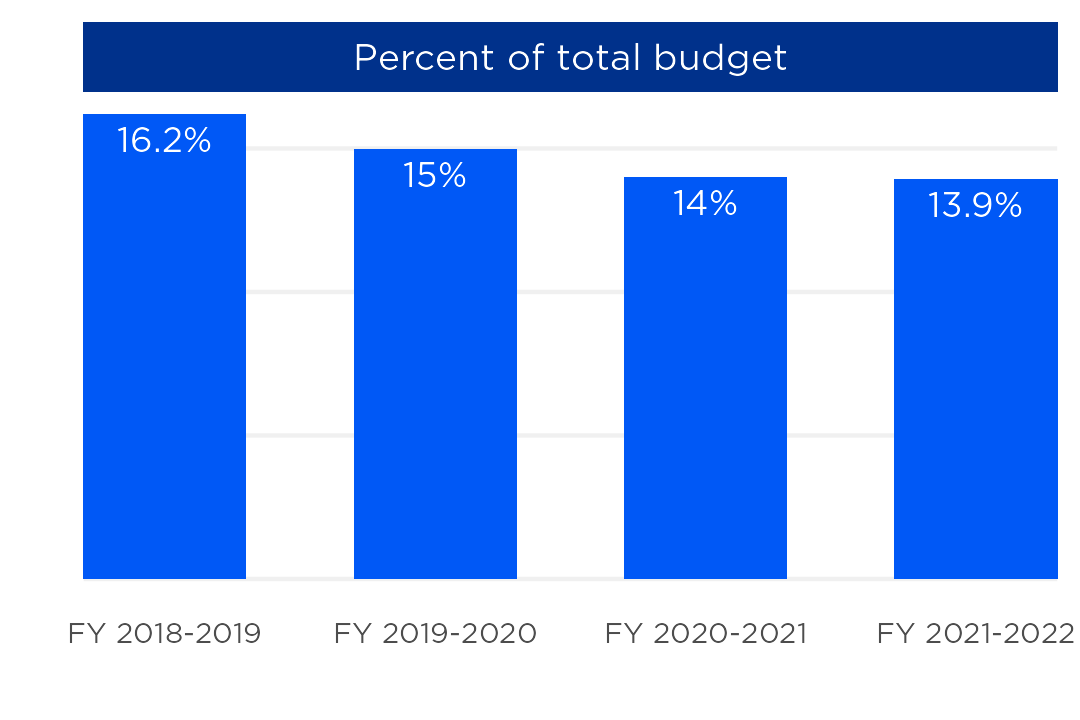 Percent of total budget
16.2%
15%
14%
13.9%
FY 2018-2019
FY 2019-2020
FY 2020-2021
FY 2021-2022